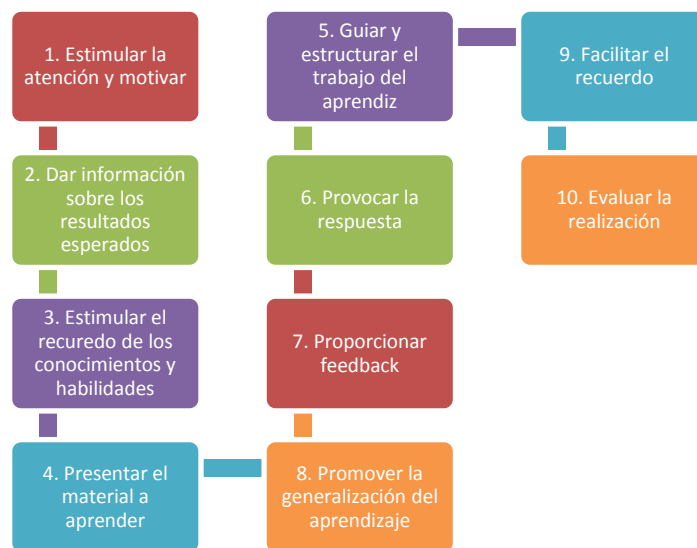 1. Estimular la
atención y motivar
2. Dar información
sobre los
resultados
esperados
3. Estimular el
recuredo de los
conocimientos y
habilidades
4. Presentar el
material a
aprender
5. Guiar y
estructurar el
trabajo del
aprendiz
6. Provocar la
respuesta
7. Proporcionar
feedback
8. Promover la
generalización del
aprendizaje
9. Facilitar el
recuerdo
10. Evaluar la
realización